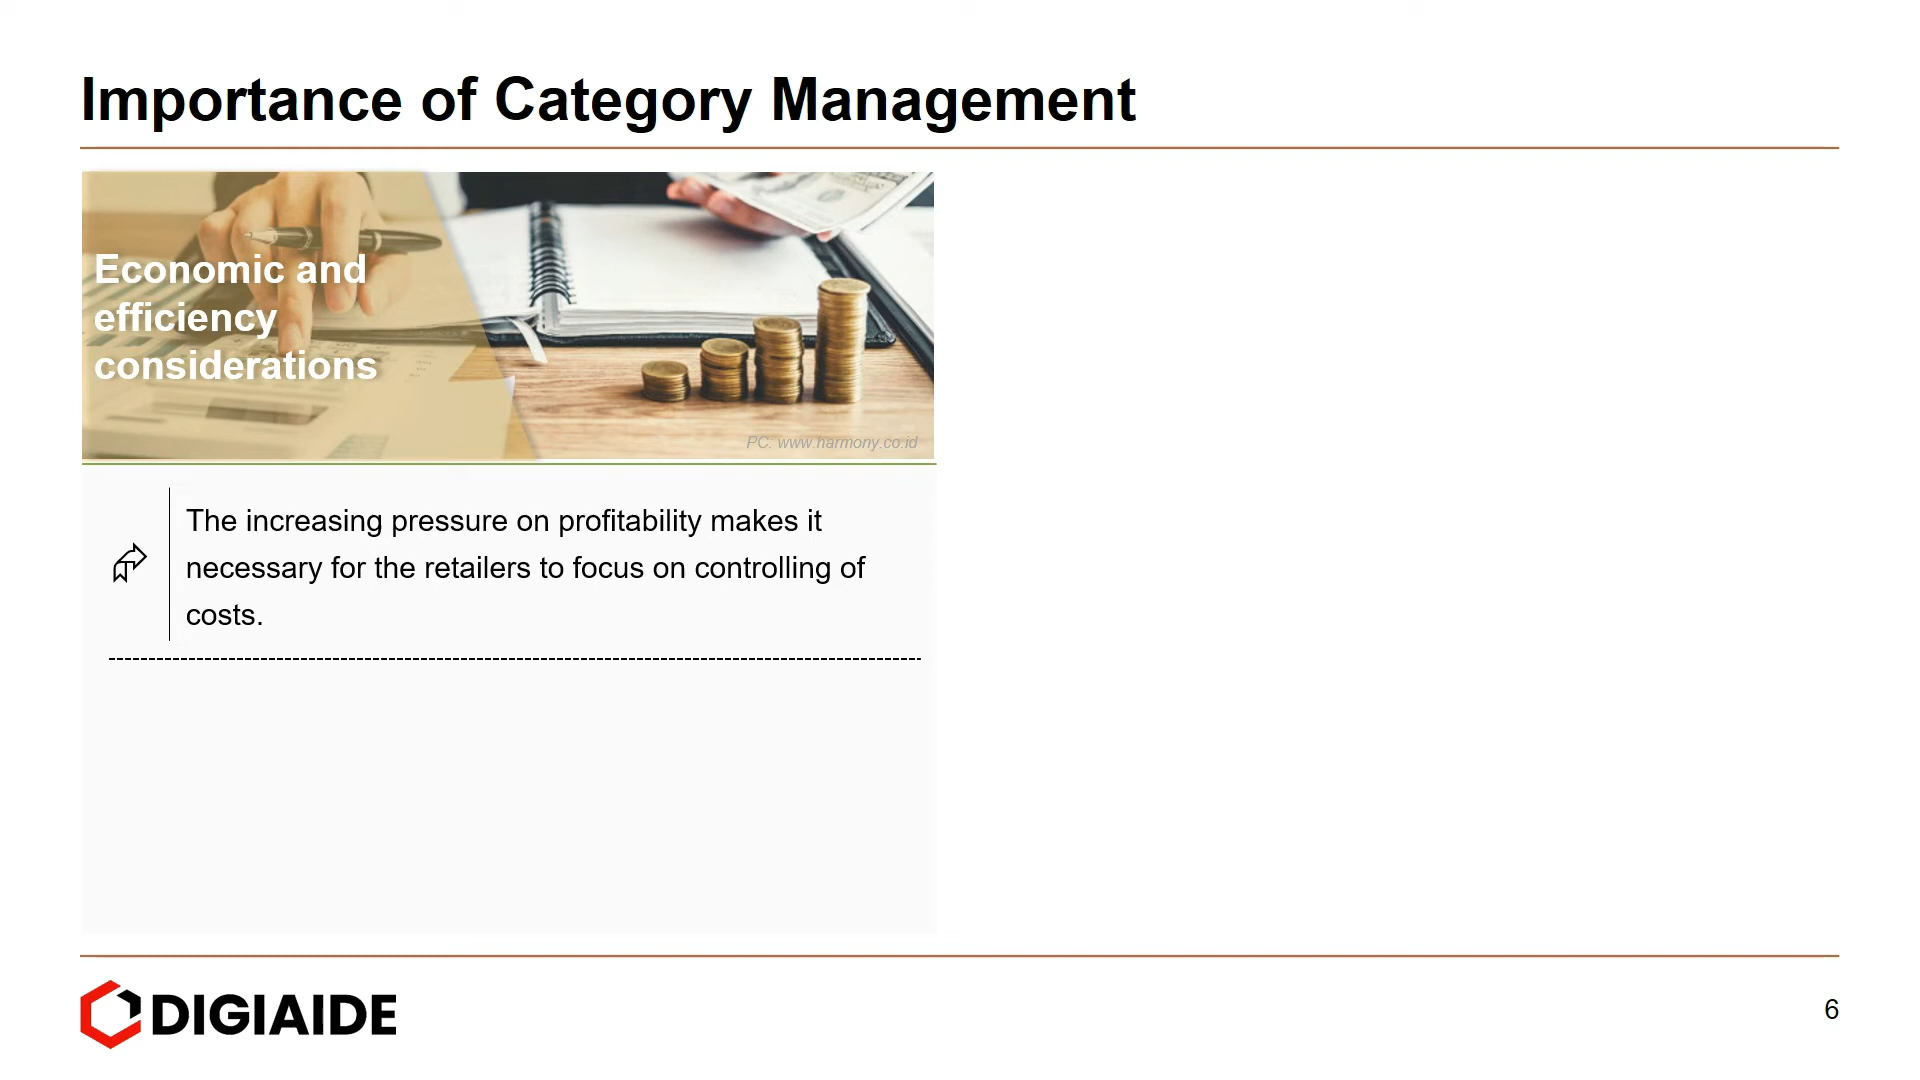 Importance of Category Management
Economic and
efficiency
considerations
PC. www.harmony.co.id
The increasing pressure on profitability makes it
necessary for the retailers to focus on controlling of
costs.
DIGIAIDE
6